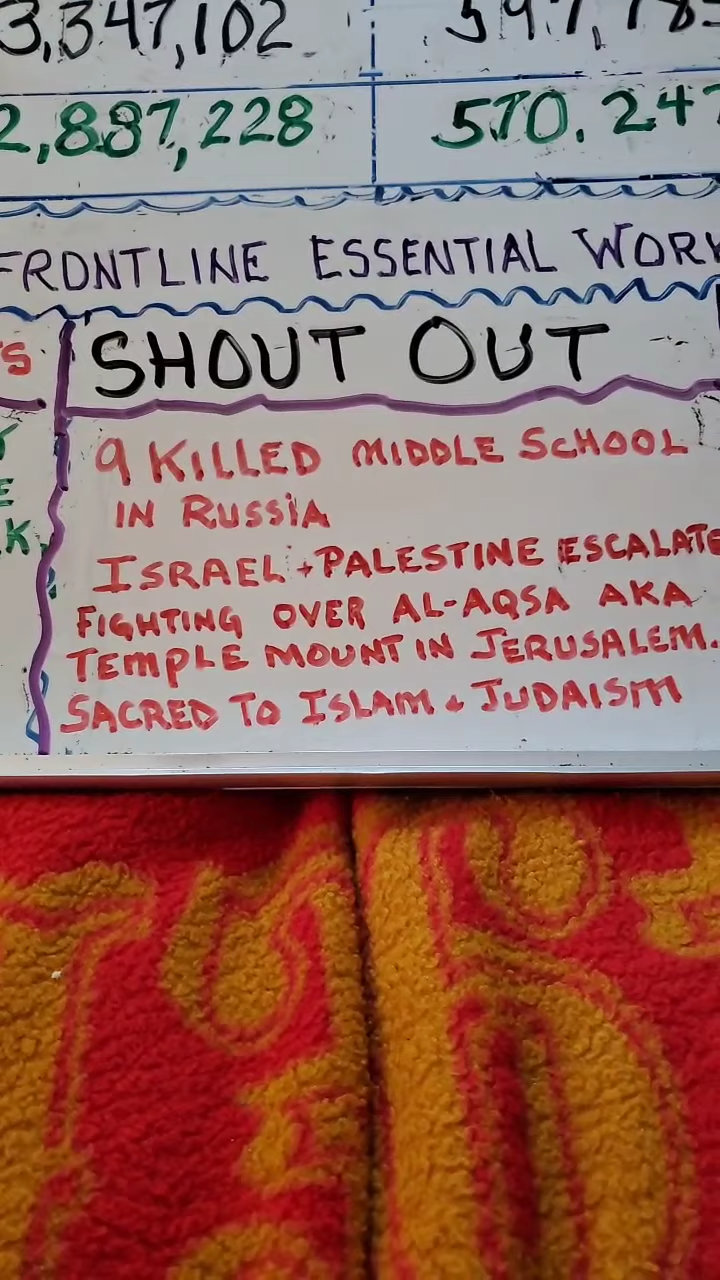 3,347,102
2,887,228 570.247
FRONTLINE ESSENTIAL WORK
SHOUT OUT
9 KILLED MIDDLE SCHOOL
IN RUSSIA
ISRAEL + PALESTINE ESCALATE
FIGHTING OVER AL-AQSA AKA
TEMPLE MOUNT IN JERUSALEM.
SACRED TO ISLAM & JUDAISM